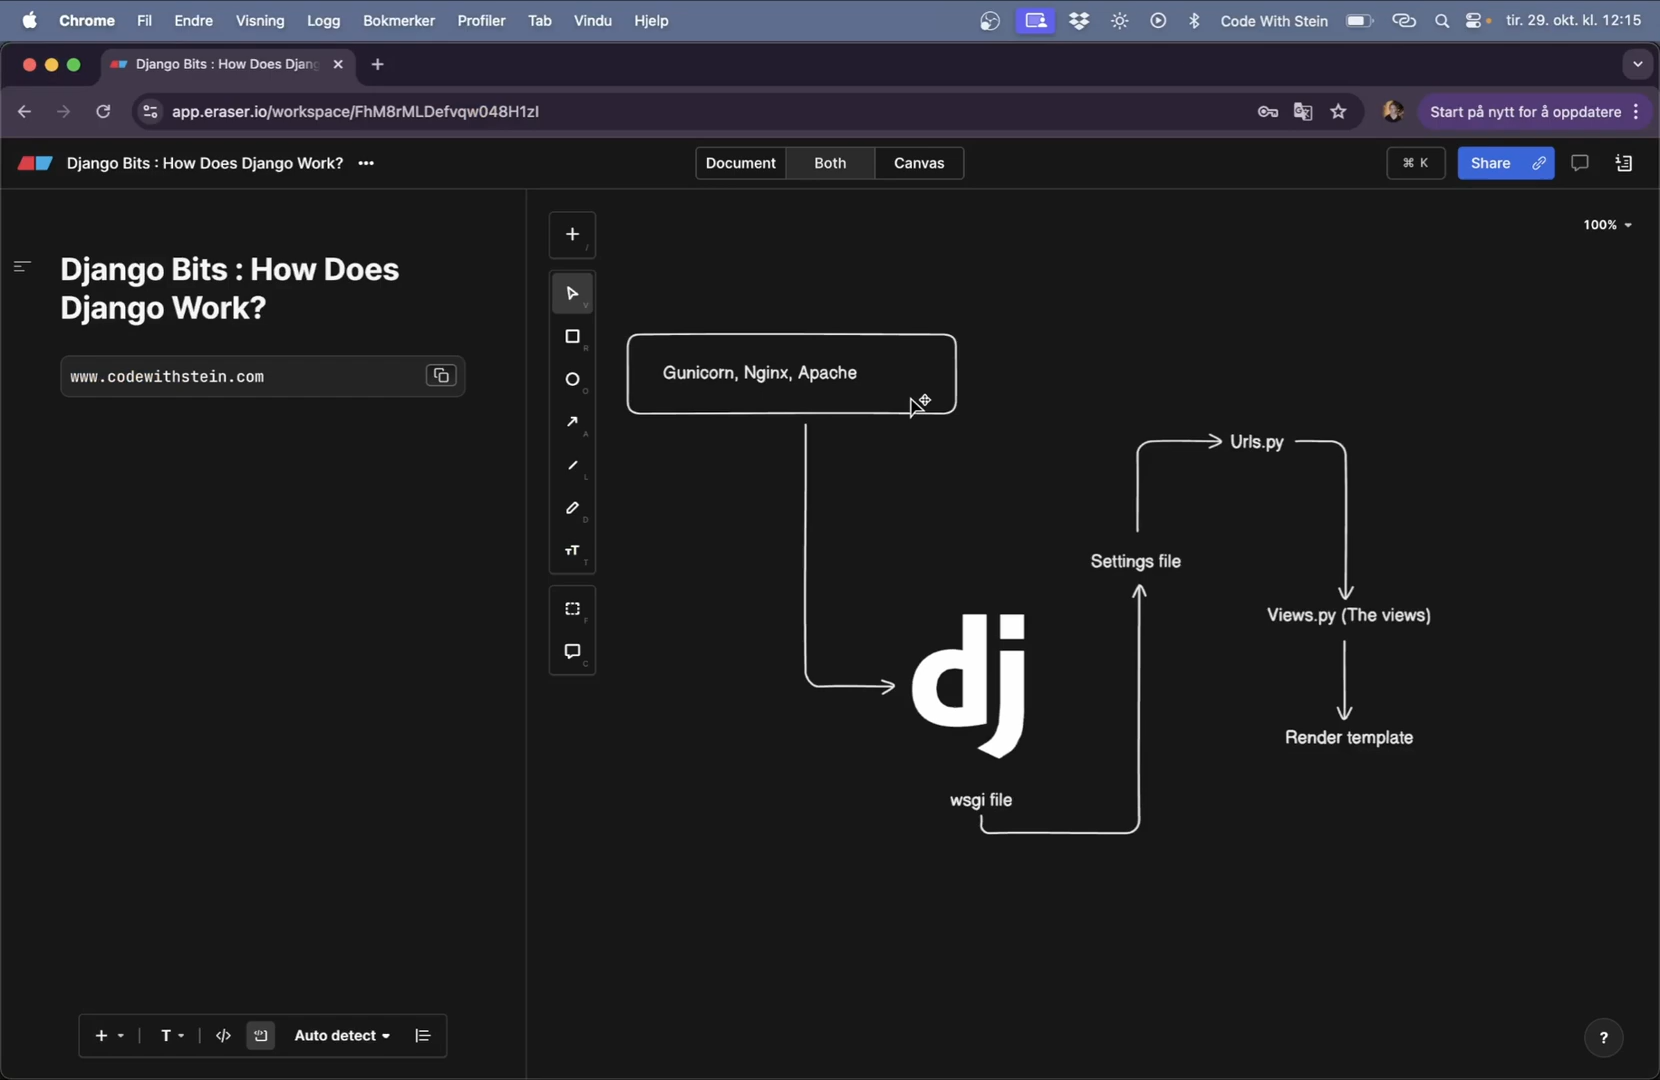 Chrome Fil Endre Visning Logg Bokmerker Profiler Tab Vindu Hjelp Code With Stein tir. 29. okt. kl. 12:15
Django Bits : How Does Djang
app.eraser.io/workspace/FhM8rMLDefvqw048H1zI Start på nytt for å oppdatere
Django Bits : How Does Django Work? ••• Document Both Canvas ⌘ K Share
100%
Django Bits : How Does
Django Work?
www.codewithstein.com
/
V
R
O
A
L
D
T
F
C
Gunicorn, Nginx, Apache
Urls.py
Settings file
Views.py (The views)
dj
Render template
wsgi file
+ T </> Auto detect
?